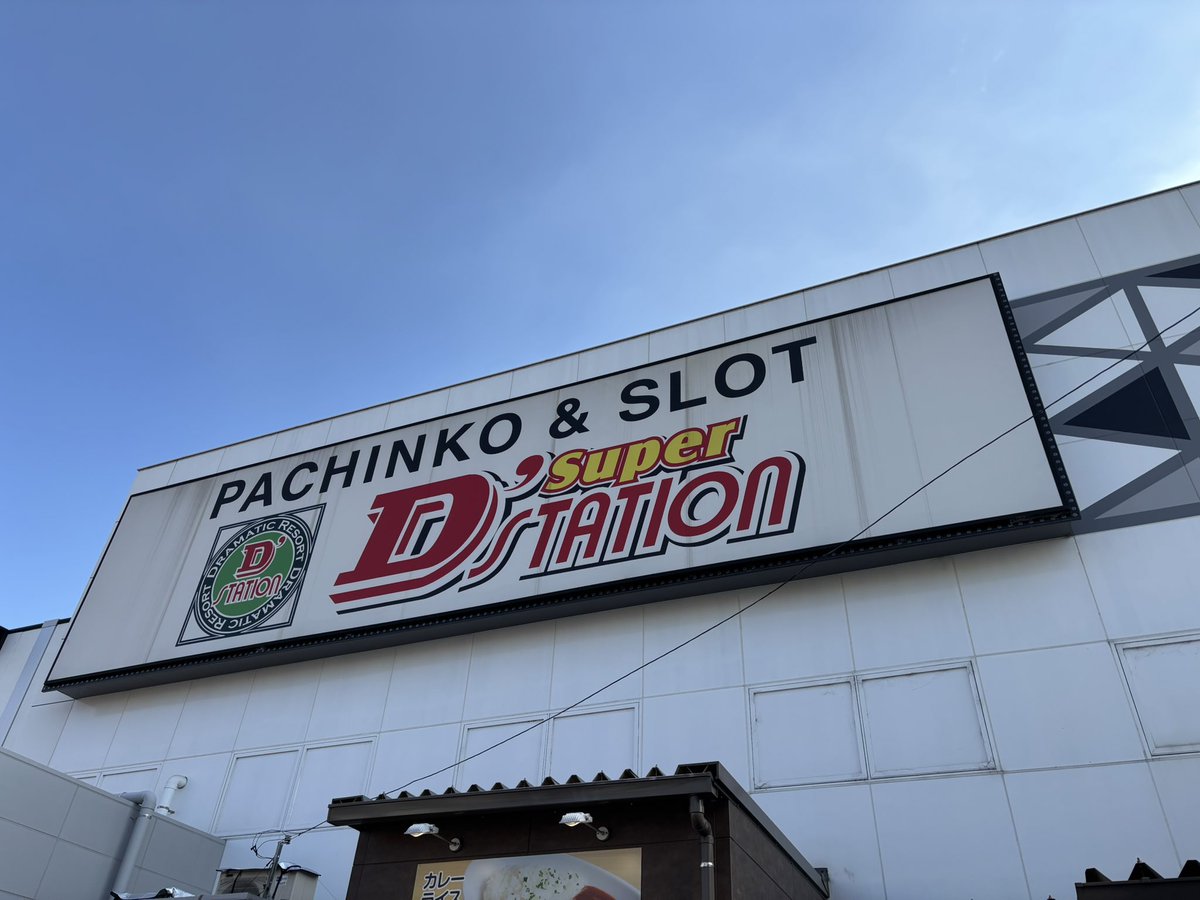 PACHINKO & SLOT
Super
D'STATION
DRAMATIC RESORT DRAMATIC RESORT
D'
STATION
カレー
ライス